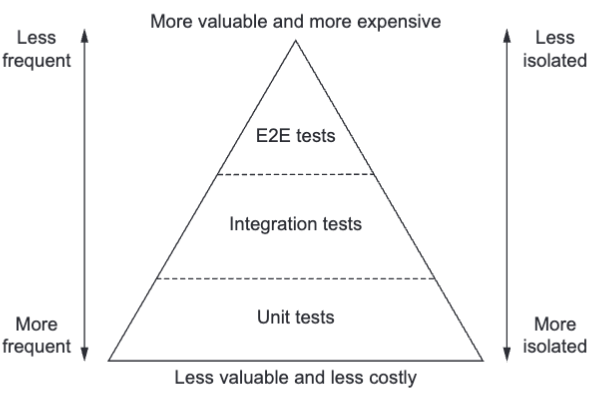 More valuable and more expensive
Less
frequent
Less
isolated
E2E tests
Integration tests
Unit tests
More
frequent
More
isolated
Less valuable and less costly